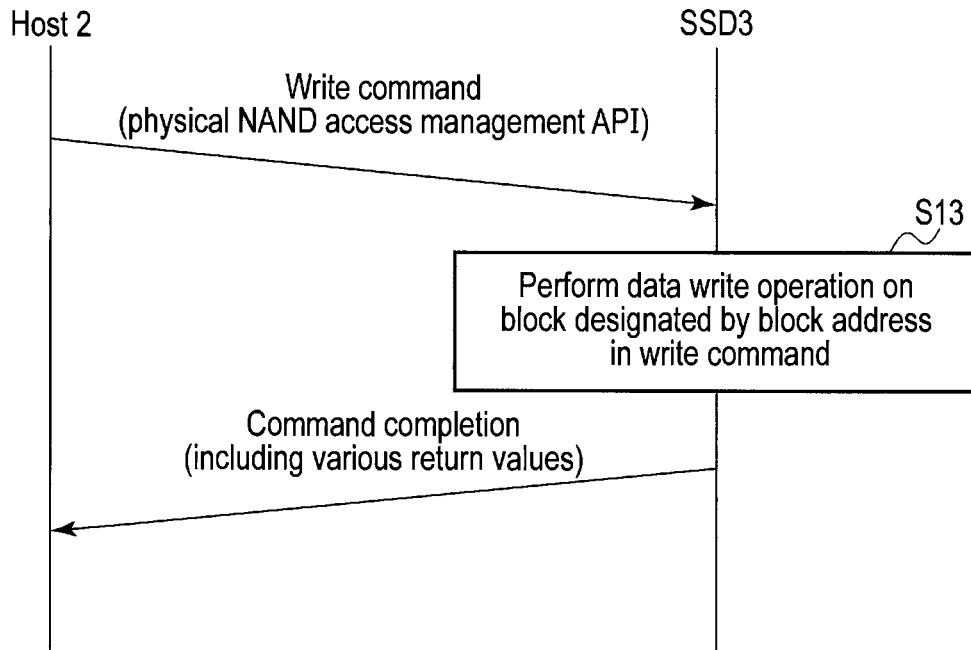 Host 2
SSD3
Write command
(physical NAND access management API)
S13
Perform data write operation on
block designated by block address
in write command
Command completion
(including various return values)